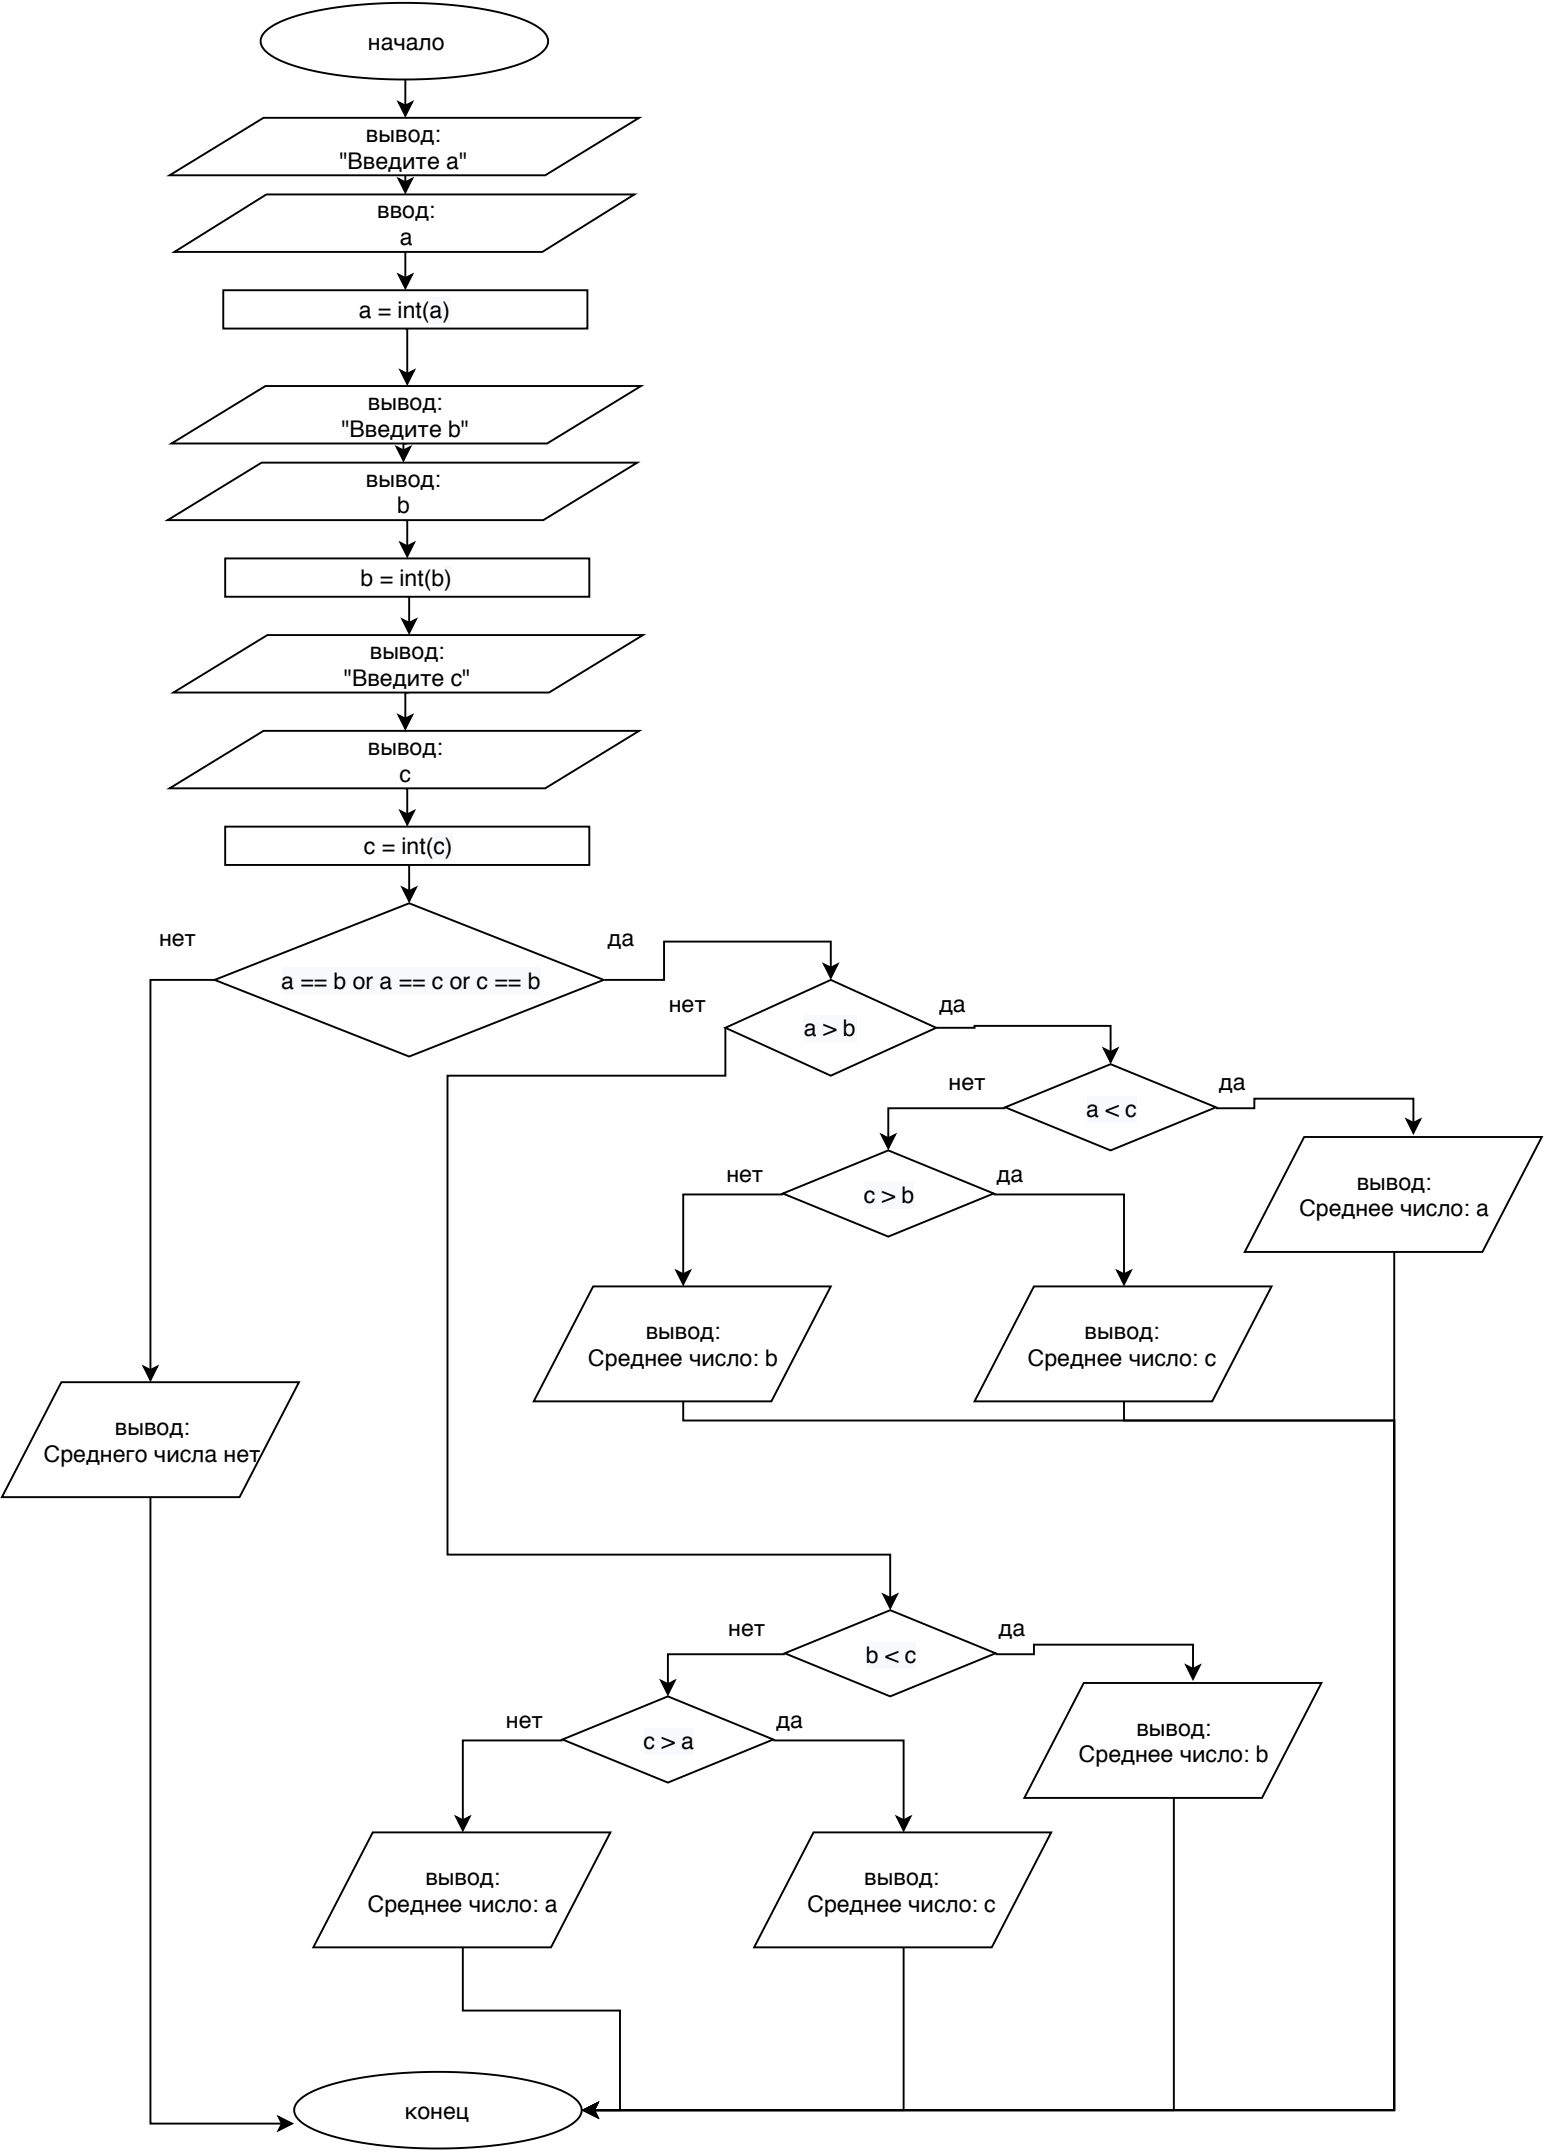 начало
вывод:
"Введите a"
ввод:
a
a = int(a)
вывод:
"Введите b"
вывод:
b
b = int(b)
вывод:
"Введите c"
вывод:
c
c = int(c)
нет
да
a == b or a == c or c == b
нет
да
a > b
нет
да
a < c
нет
да
c > b
вывод:
Среднее число: a
вывод:
Среднее число: b
вывод:
Среднее число: c
вывод:
Среднего числа нет
нет
да
b < c
нет
да
c > a
вывод:
Среднее число: b
вывод:
Среднее число: a
вывод:
Среднее число: c
конец